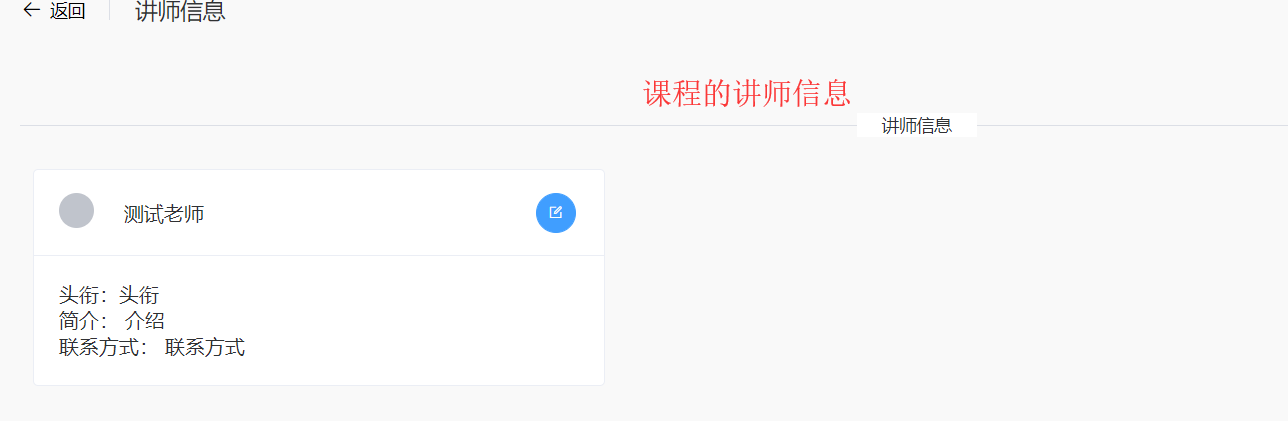 返回 讲师信息
课程的讲师信息
讲师信息
测试老师
头衔：头衔
简介： 介绍
联系方式： 联系方式